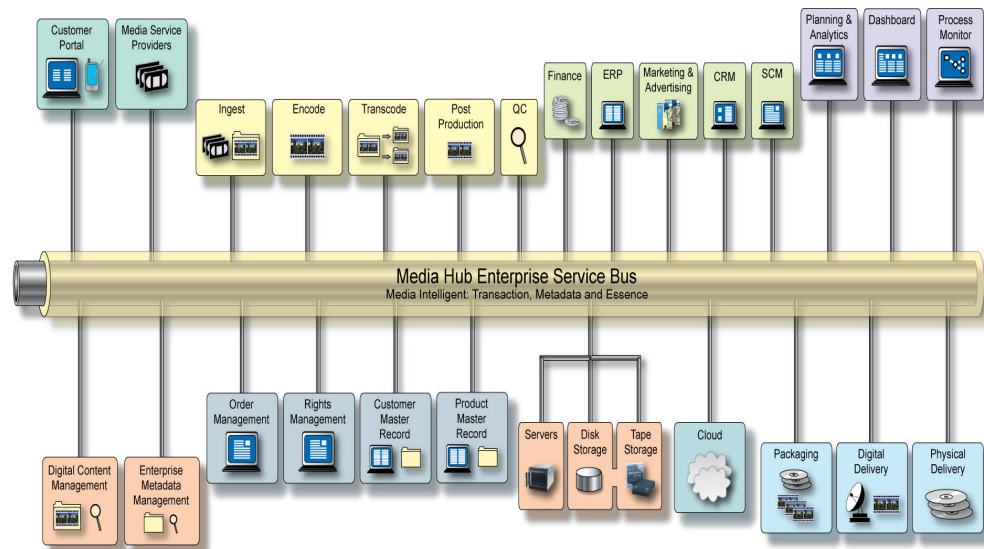 Customer
Portal
Media Service
Providers
Ingest
Encode
Transcode
Post
Production
QC
Finance
ERP
Marketing &
Advertising
CRM
SCM
Planning &
Analytics
Dashboard
Process
Monitor
Media Hub Enterprise Service Bus
Media Intelligent: Transaction, Metadata and Essence
Digital Content
Management
Enterprise
Metadata
Management
Order
Management
Rights
Management
Customer
Master
Record
Product
Master
Record
Servers
Disk
Storage
Tape
Storage
Cloud
Packaging
Digital
Delivery
Physical
Delivery